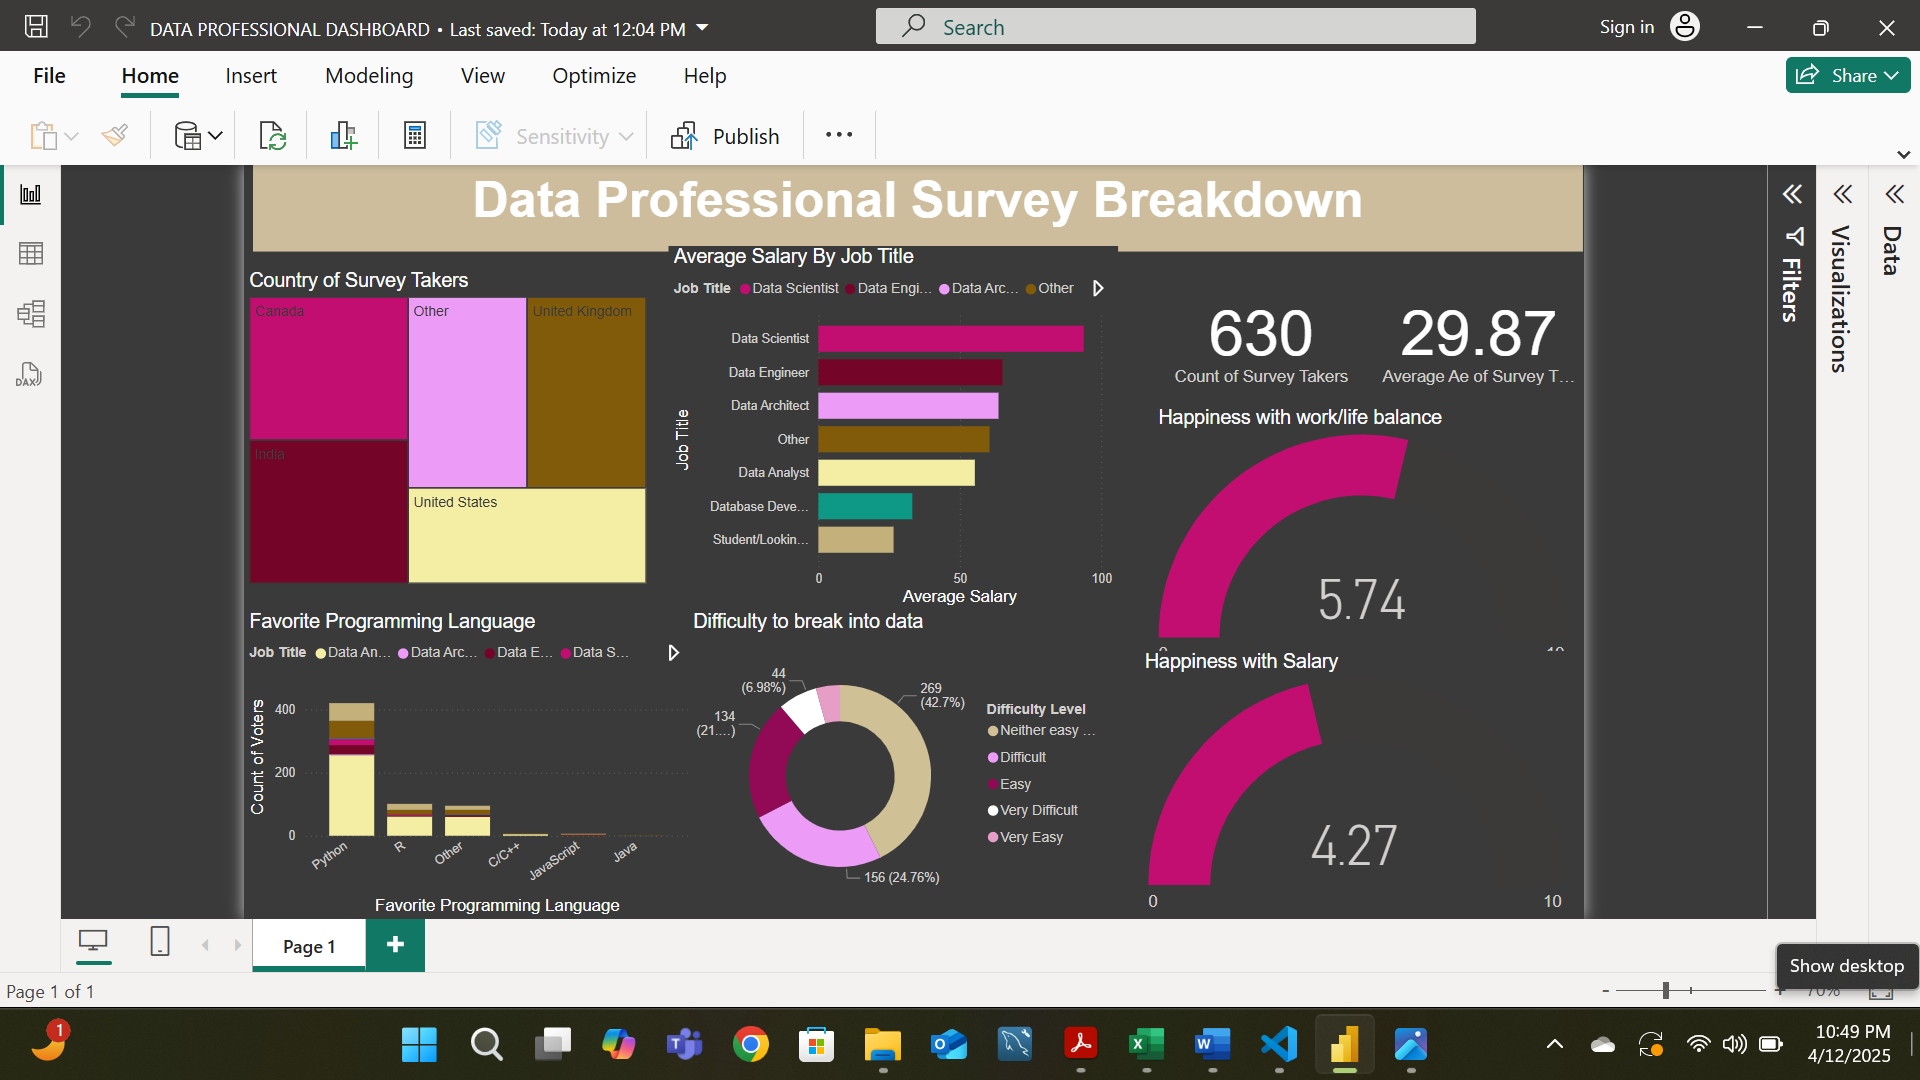 DATA PROFESSIONAL DASHBOARD • Last saved: Today at 12:04 PM
Search
Sign in
File Home Insert Modeling View Optimize Help
Share
Sensitivity
Publish
Data Professional Survey Breakdown
Country of Survey Takers
Canada
Other
United Kingdom
India
United States
Average Salary By Job Title
Job Title Data Scientist Data Engi... Data Arc... Other
Job Title
Data Scientist
Data Engineer
Data Architect
Other
Data Analyst
Database Deve...
Student/Lookin...
0 50 100
Average Salary
630
Count of Survey Takers
29.87
Average Ae of Survey T...
Happiness with work/life balance
5.74
Happiness with Salary
4.27
0 10
Favorite Programming Language
Job Title Data An... Data Arc... Data E... Data S...
Count of Voters
400
200
0
Python R Other C/C++ JavaScript Java
Favorite Programming Language
Difficulty to break into data
44
(6.98%)
269
(42.7%)
134
(21....)
156 (24.76%)
Difficulty Level
Neither easy ...
Difficult
Easy
Very Difficult
Very Easy
Filters
Visualizations
Data
DAX
Page 1
Page 1 of 1
Show desktop
70%
1
10:49 PM
4/12/2025